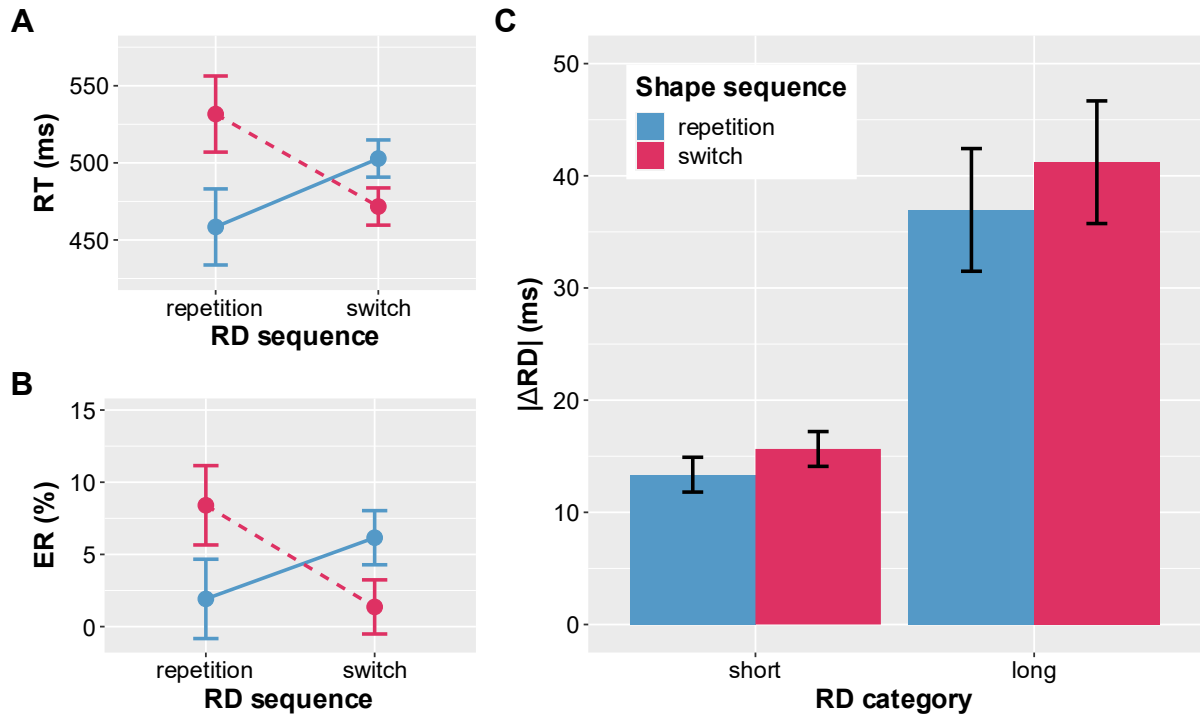 A
550
500
450
RT (ms)
repetition switch
RD sequence
B
15
10
5
0
ER (%)
repetition switch
RD sequence
C
50
40
30
20
10
0
|ΔRD| (ms)
Shape sequence
repetition
switch
short long
RD category